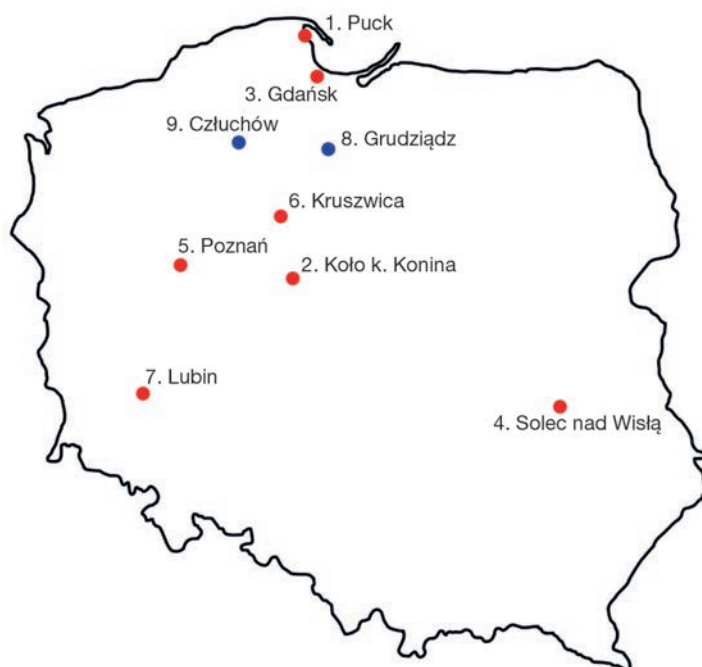 1. Puck
3. Gdańsk
9. Człuchów
8. Grudziądz
6. Kruszwica
5. Poznań
2. Koło k. Konina
7. Lubin
4. Solec nad Wisłą